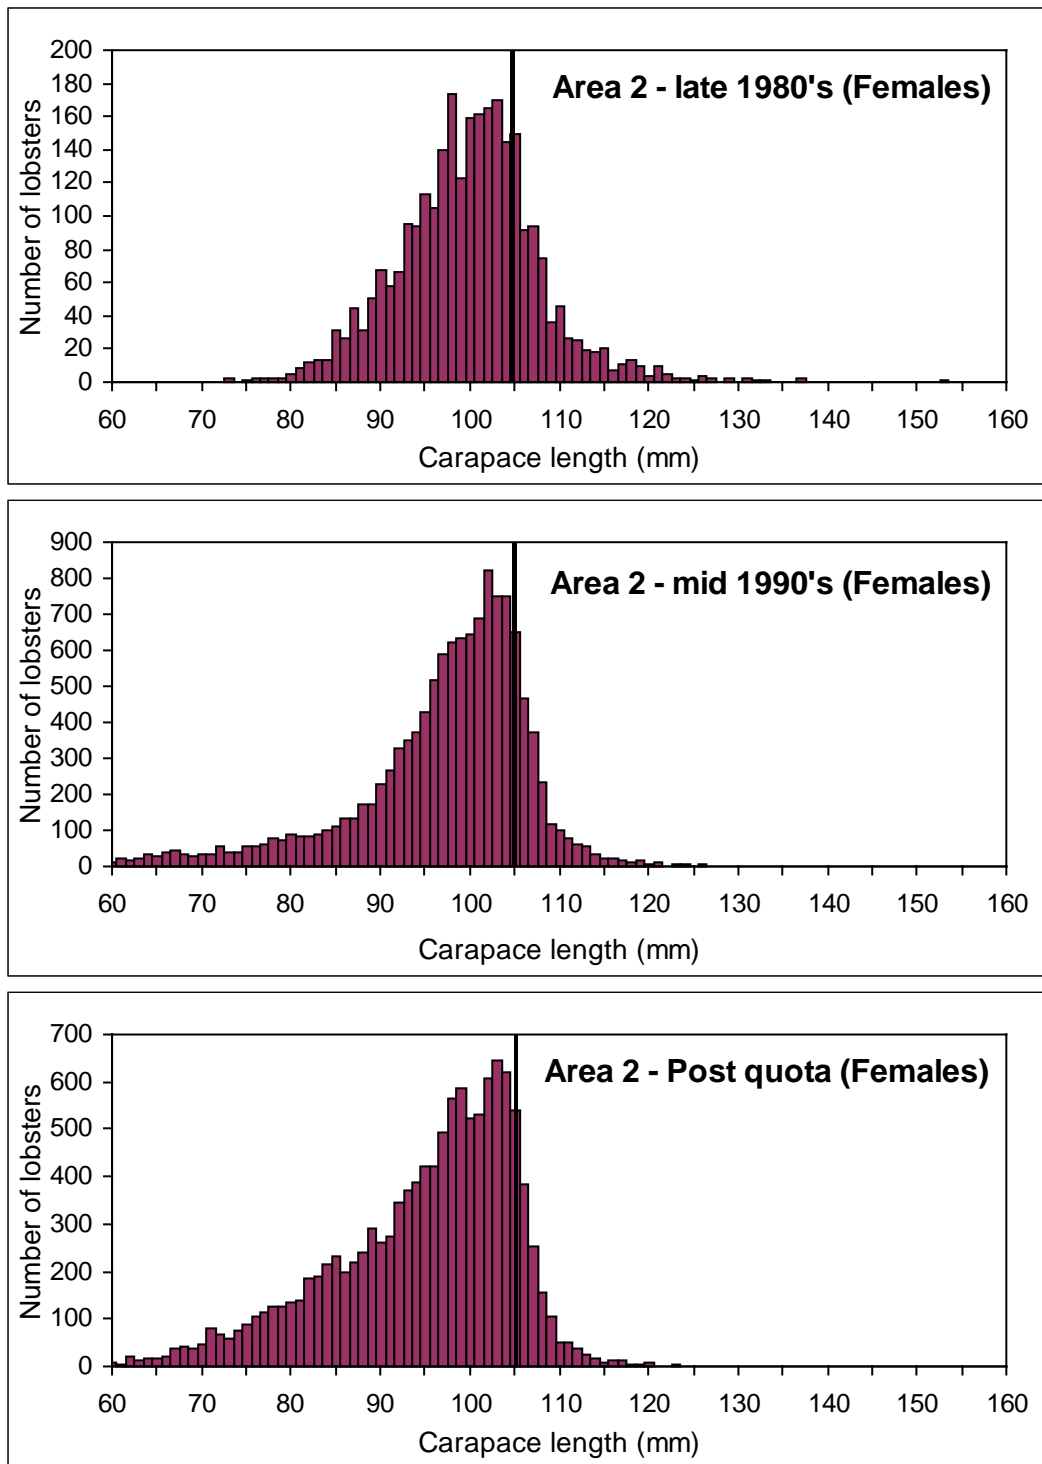 Area 2 - late 1980's (Females)
Number of lobsters
200
180
160
140
120
100
80
60
40
20
0
60 70 80 90 100 110 120 130 140 150 160
Carapace length (mm)
Area 2 - mid 1990's (Females)
Number of lobsters
900
800
700
600
500
400
300
200
100
0
60 70 80 90 100 110 120 130 140 150 160
Carapace length (mm)
Area 2 - Post quota (Females)
Number of lobsters
700
600
500
400
300
200
100
0
60 70 80 90 100 110 120 130 140 150 160
Carapace length (mm)